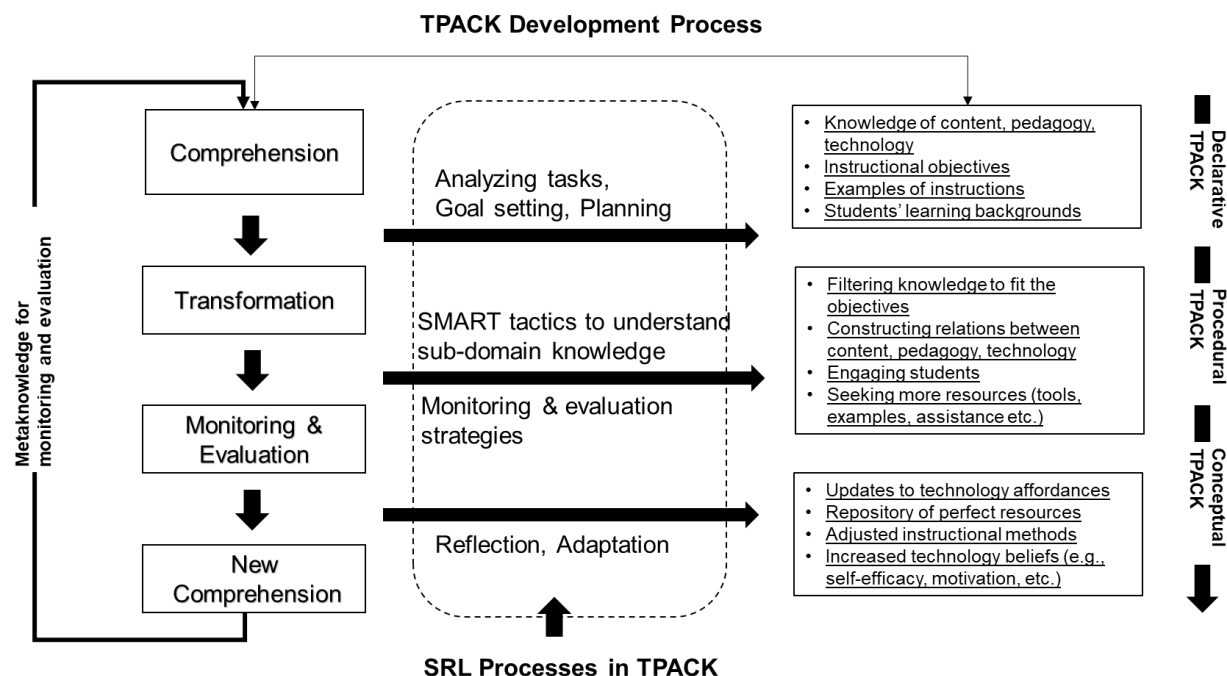 TPACK Development Process
Metaknowledge for
monitoring and evaluation
Comprehension
Transformation
Monitoring &
Evaluation
New
Comprehension
Analyzing tasks,
Goal setting, Planning
SMART tactics to understand
sub-domain knowledge
Monitoring & evaluation
strategies
Reflection, Adaptation
SRL Processes in TPACK
• Knowledge of content, pedagogy,
technology
• Instructional objectives
• Examples of instructions
• Students' learning backgrounds
• Filtering knowledge to fit the
objectives
• Constructing relations between
content, pedagogy, technology
• Engaging students
• Seeking more resources (tools,
examples, assistance etc.)
• Updates to technology affordances
• Repository of perfect resources
• Adjusted instructional methods
• Increased technology beliefs (e.g.,
self-efficacy, motivation, etc.)
Declarative
TPACK
Procedural
TPACK
Conceptual
TPACK